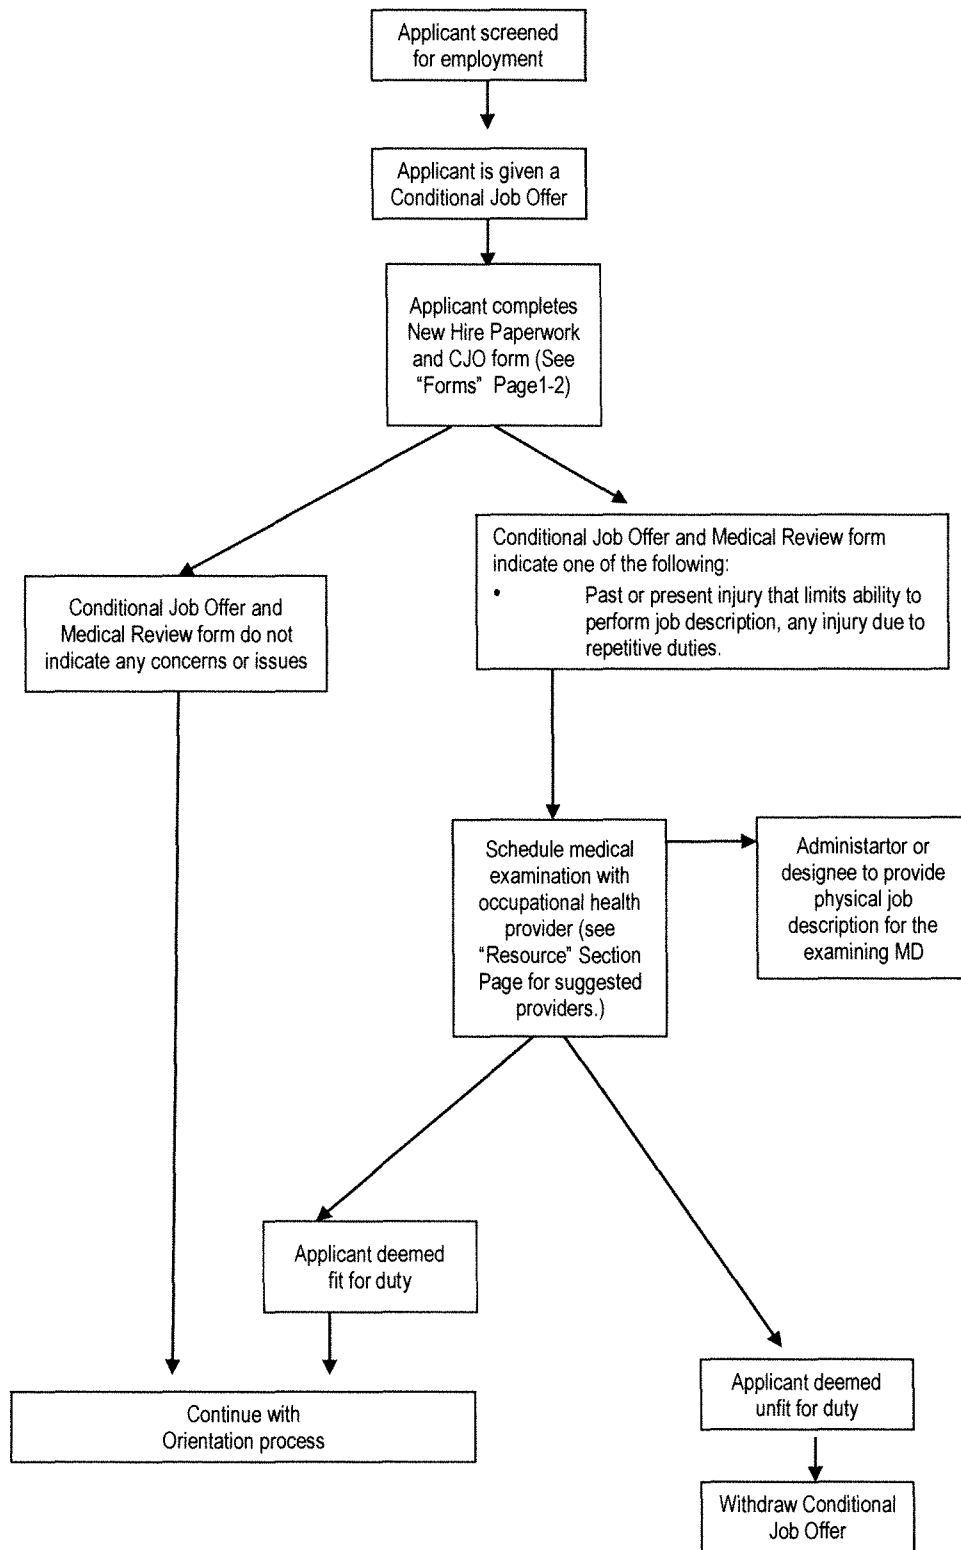 Applicant screened
for employment
Applicant is given a
Conditional Job Offer
Applicant completes
New Hire Paperwork
and CJO form (See
“Forms” Page1-2)
Conditional Job Offer and Medical Review form
indicate one of the following:
• Past or present injury that limits ability to
perform job description, any injury due to
repetitive duties.
Conditional Job Offer and
Medical Review form do not
indicate any concerns or issues
Schedule medical
examination with
occupational health
provider (see
“Resource” Section
Page for suggested
providers.)
Administartor or
designee to provide
physical job
description for the
examining MD
Applicant deemed
fit for duty
Applicant deemed
unfit for duty
Continue with
Orientation process
Withdraw Conditional
Job Offer